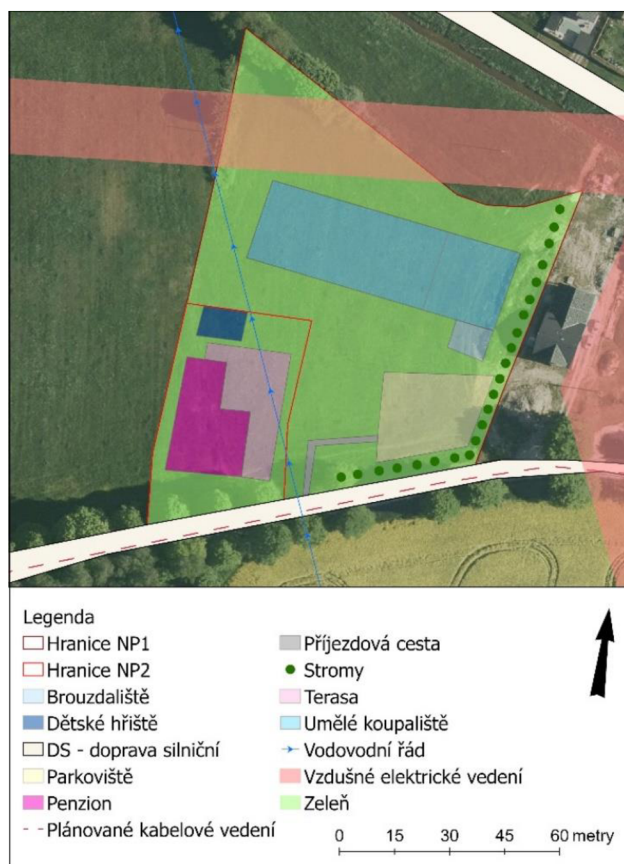 Legenda
Hranice NP1
Hranice NP2
Brouzdaliště
Dětské hřiště
DS - doprava silniční
Parkoviště
Penzion
Plánované kabelové vedení
Příjezdová cesta
Stromy
Terasa
Umělé koupaliště
Vodovodní řád
Vzdušné elektrické vedení
Zeleň
0 15 30 45 60 metry